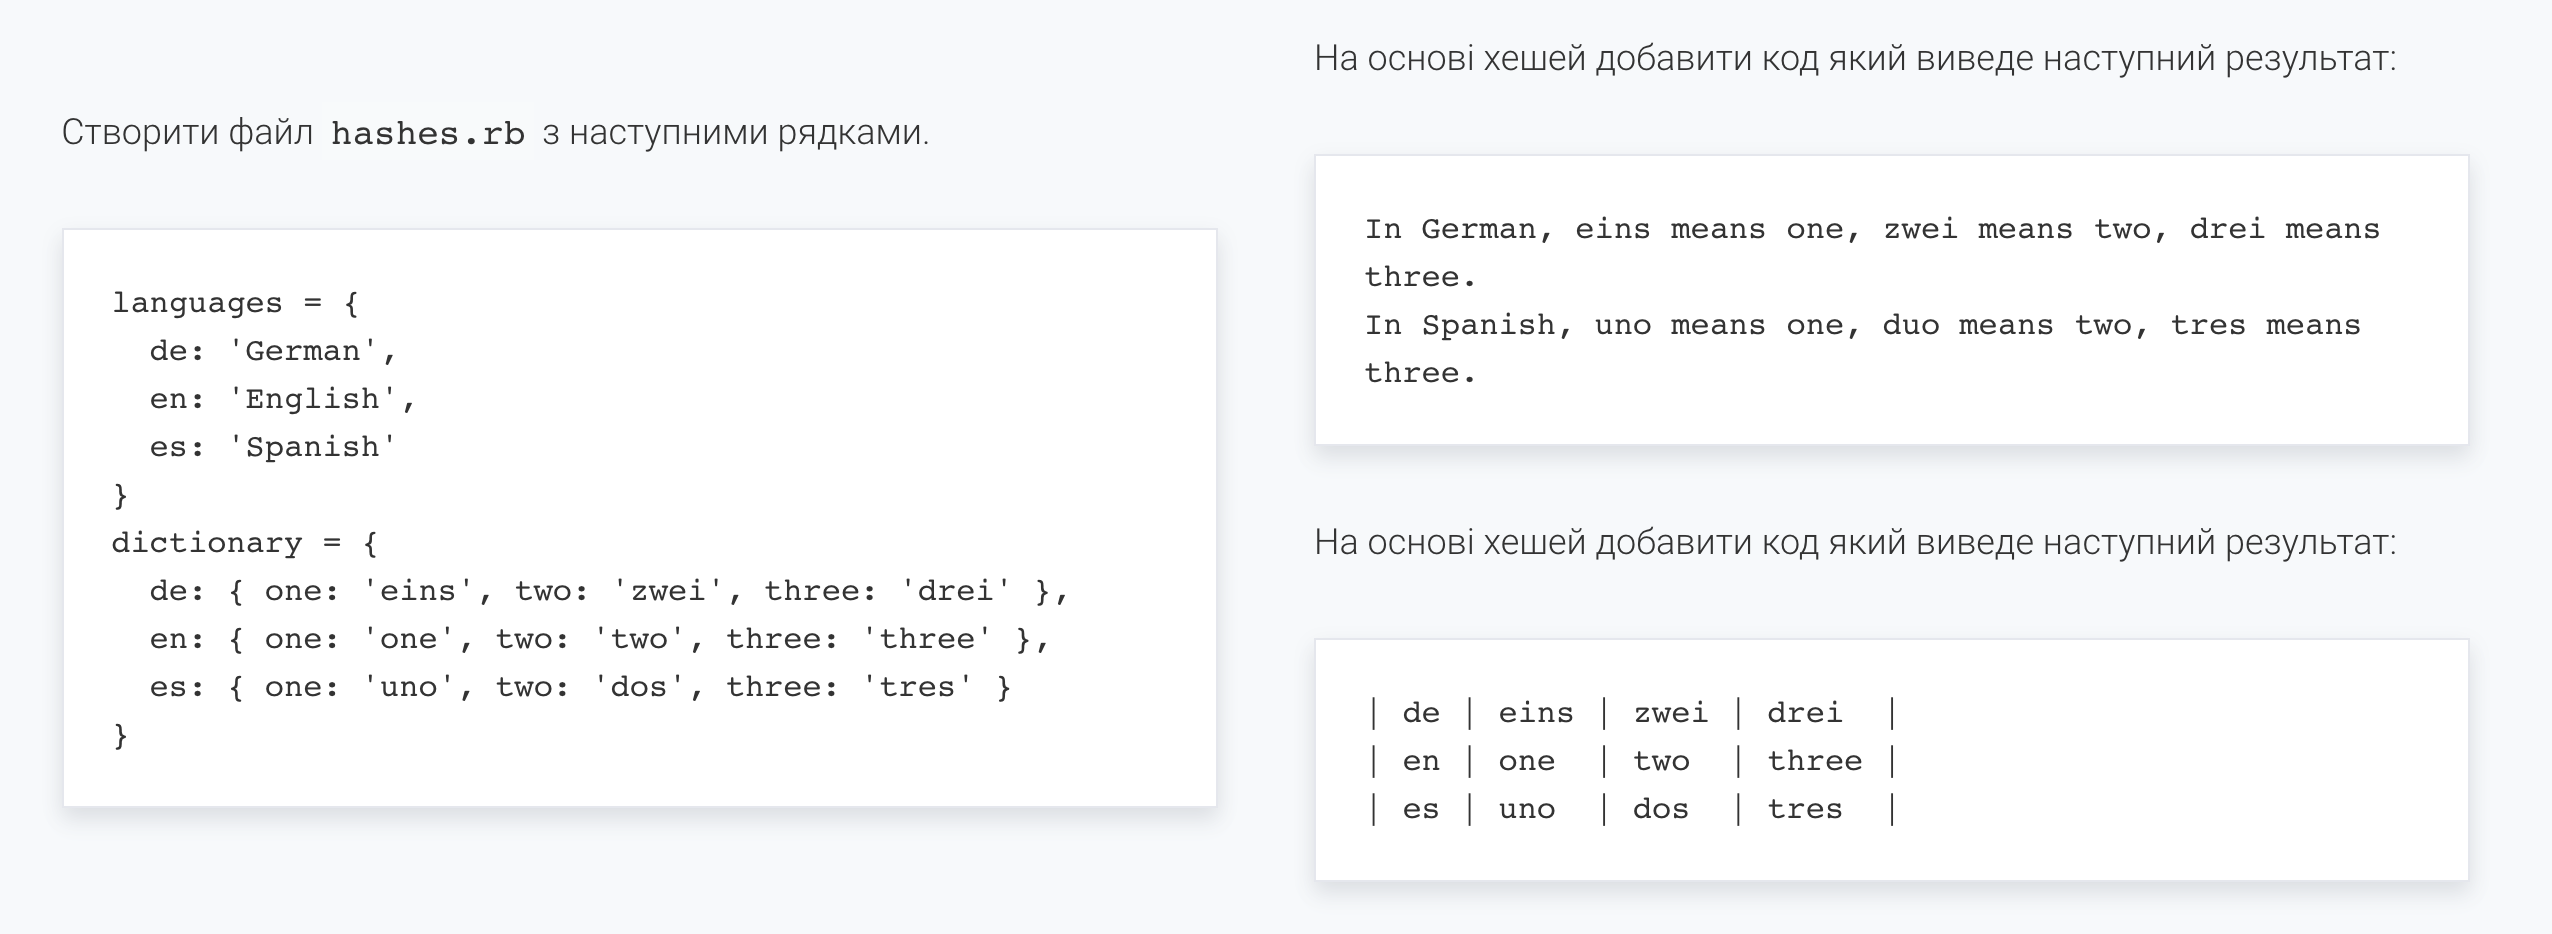 Створити файл hashes.rb з наступними рядками.
languages = {
  de: 'German',
  en: 'English',
  es: 'Spanish'
}
dictionary = {
  de: { one: 'eins', two: 'zwei', three: 'drei' },
  en: { one: 'one', two: 'two', three: 'three' },
  es: { one: 'uno', two: 'dos', three: 'tres' }
}
На основі хешей добавити код який виведе наступний результат:
In German, eins means one, zwei means two, drei means
three.
In Spanish, uno means one, duo means two, tres means
three.
На основі хешей добавити код який виведе наступний результат:
| de | eins | zwei | drei  |
| en | one  | two  | three |
| es | uno  | dos  | tres  |